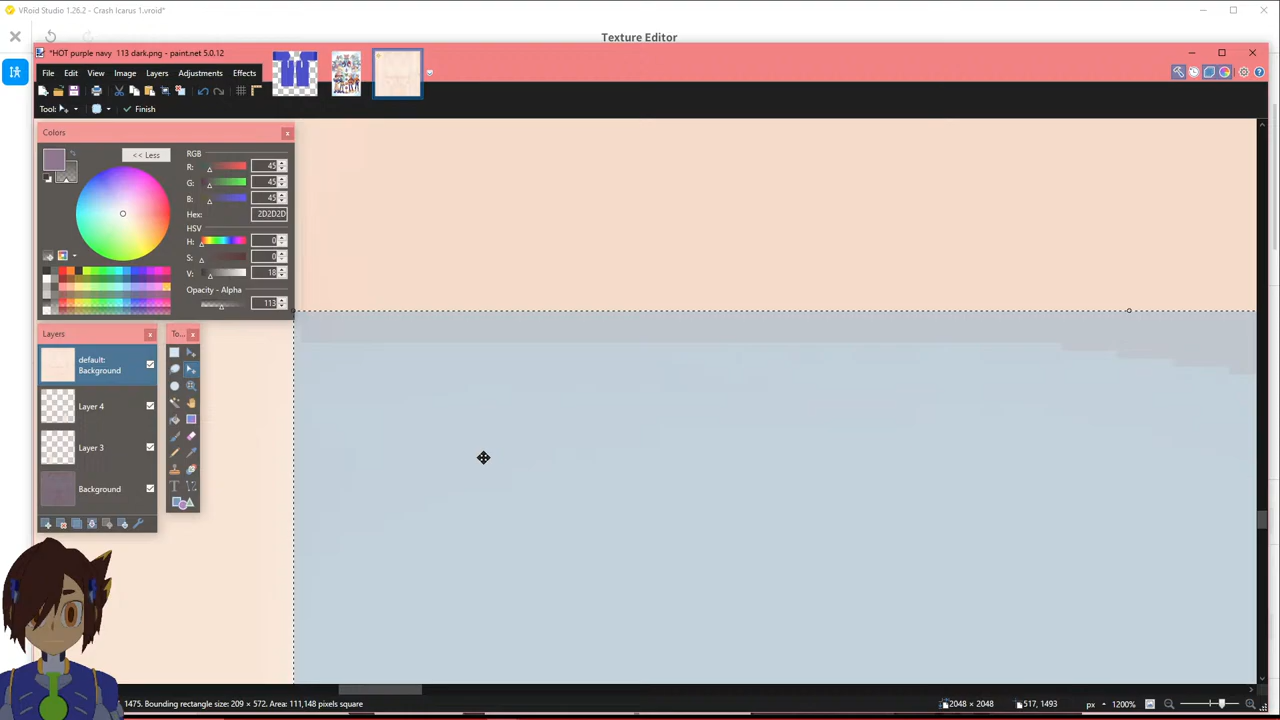 VRoid Studio 1.26.2 - Crash Icarus 1.vroid*
Texture Editor
*HOT purple navy 113 dark.png - paint.net 5.0.12
File Edit View Image Layers Adjustments Effects
Tool: Finish
Colors
<< Less
RGB
R: 45
G: 45
B: 45
Hex: 2D2D2D
HSV
H: 0
S: 0
V: 18
Opacity - Alpha
113
Layers
To...
default:
Background
Layer 4
Layer 3
Background
1475. Bounding rectangle size: 209 × 572. Area: 111,148 pixels square
2048 × 2048
517, 1493
px
1200%